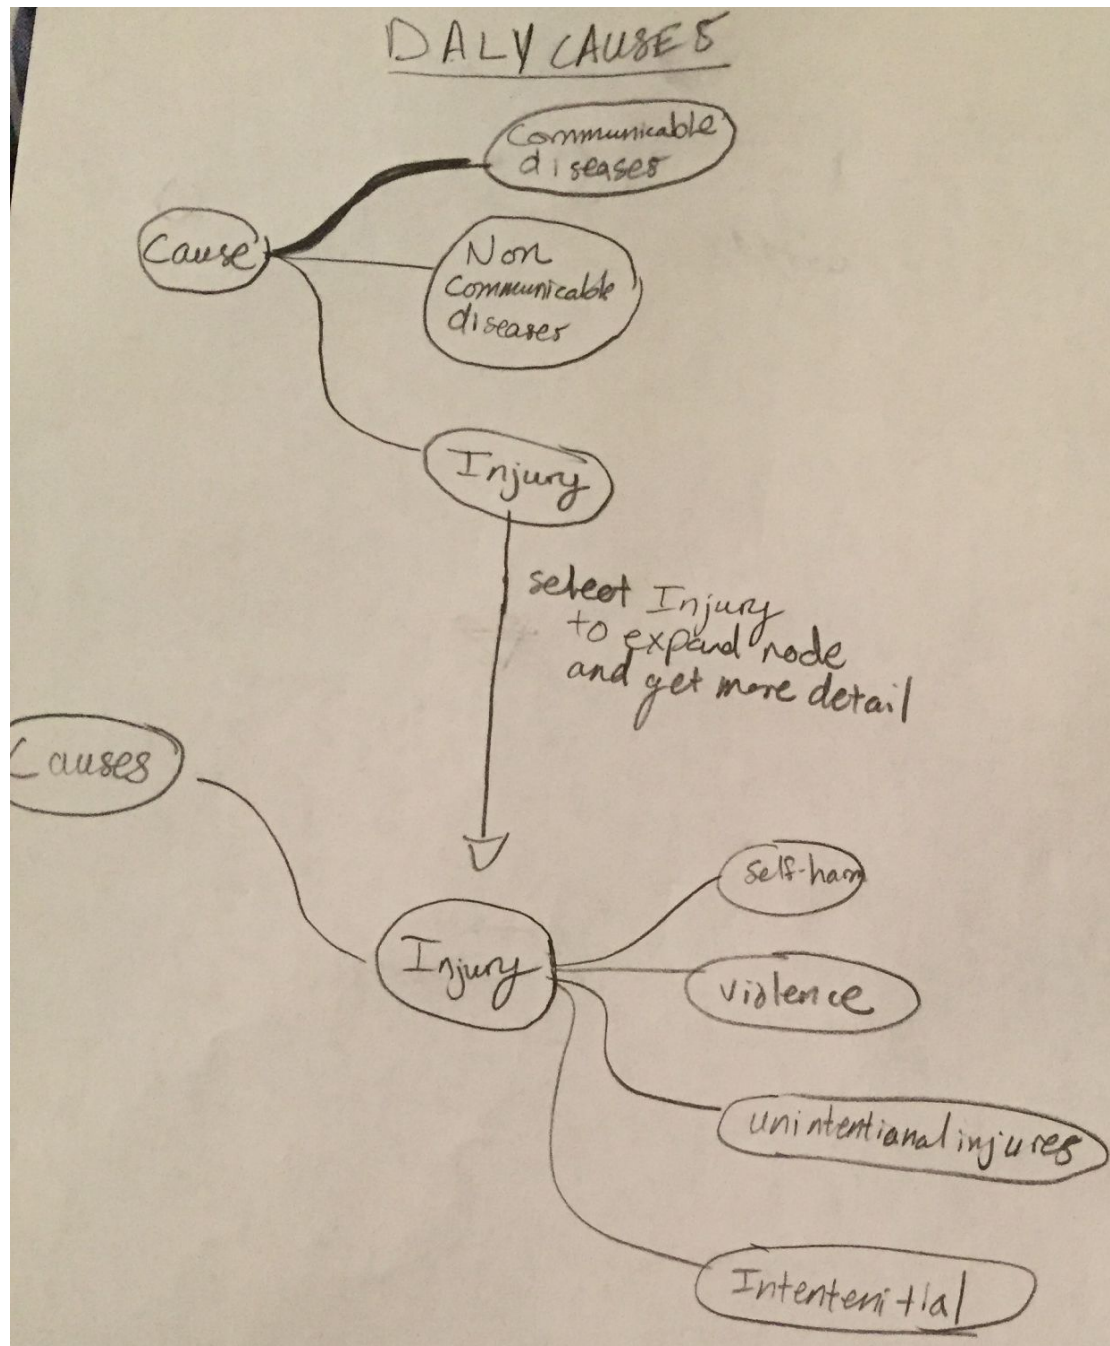 DALY CAUSES
Communicable
diseases
Cause
Non
Communicable
diseases
Injury
select Injury
to expand node
and get more detail
Causes
self-harm
Injury
violence
unintentional injures
Intentenitial